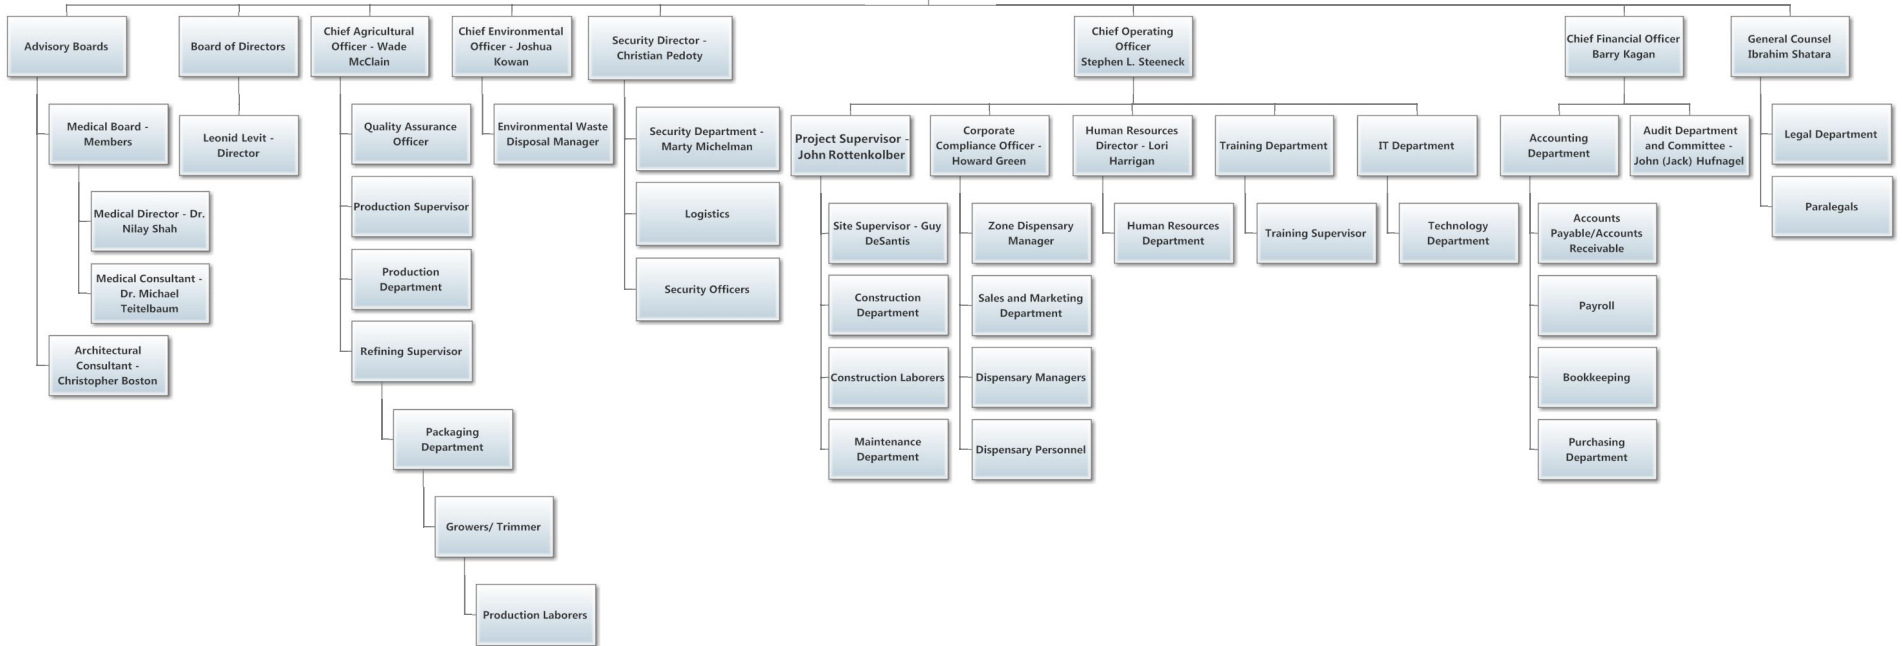 Advisory Boards
Board of Directors
Chief Agricultural
Officer - Wade
McClain
Chief Environmental
Officer - Joshua
Kowan
Security Director -
Christian Pedoty
Chief Operating
Officer
Stephen L. Steeneck
Chief Financial Officer
Barry Kagan
General Counsel
Ibrahim Shatara
Medical Board -
Members
Medical Director - Dr.
Nilay Shah
Medical Consultant -
Dr. Michael
Teitelbaum
Architectural
Consultant -
Christopher Boston
Leonid Levit -
Director
Quality Assurance
Officer
Production Supervisor
Production
Department
Refining Supervisor
Packaging
Department
Growers/ Trimmer
Production Laborers
Environmental Waste
Disposal Manager
Security Department -
Marty Michelman
Logistics
Security Officers
Project Supervisor -
John Rottenkolber
Site Supervisor - Guy
DeSantis
Construction
Department
Construction Laborers
Maintenance
Department
Corporate
Compliance Officer -
Howard Green
Zone Dispensary
Manager
Sales and Marketing
Department
Dispensary Managers
Dispensary Personnel
Human Resources
Director - Lori
Harrigan
Human Resources
Department
Training Department
Training Supervisor
IT Department
Technology
Department
Accounting
Department
Accounts
Payable/Accounts
Receivable
Payroll
Bookkeeping
Purchasing
Department
Audit Department
and Committee -
John (Jack) Hufnagel
Legal Department
Paralegals